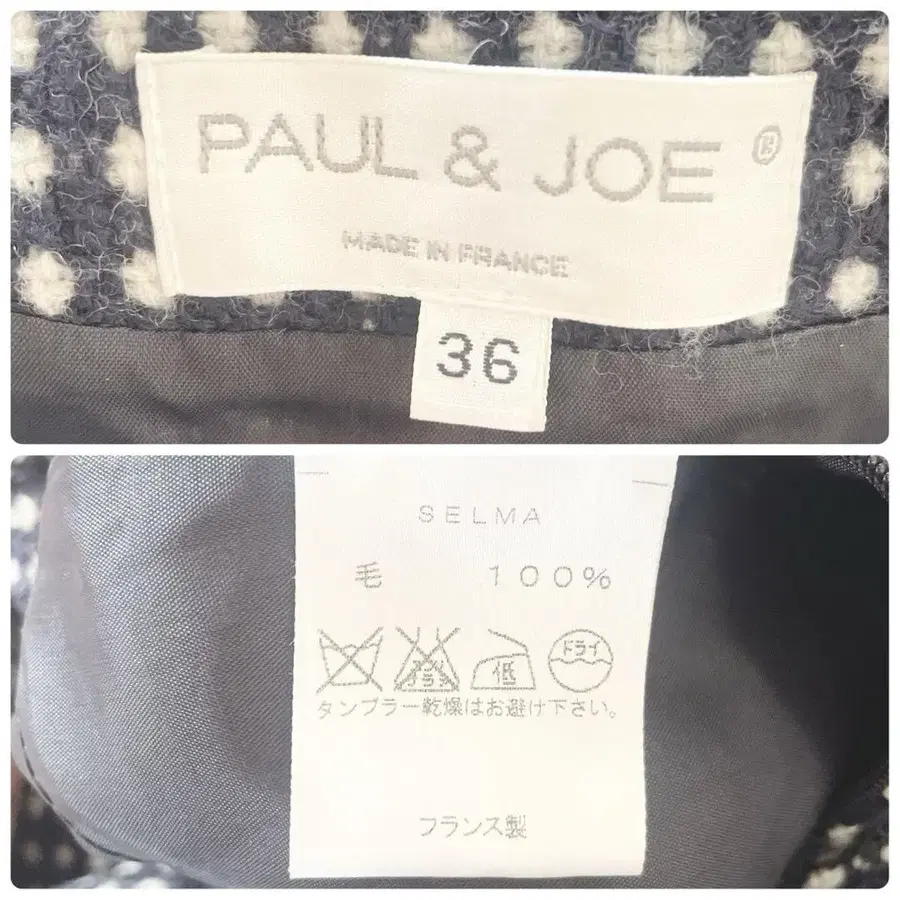 PAUL & JOE ®
MADE IN FRANCE
36
SELMA
毛 100%
低 ドライ
タンブラー乾燥はお避け下さい。
フランス製